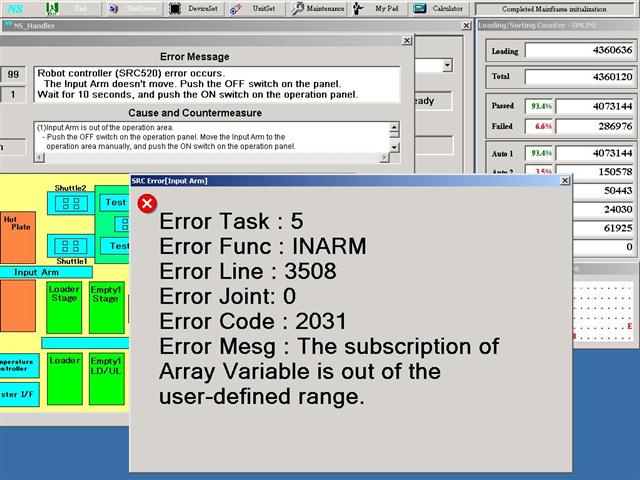 NS End ShutDown DeviceSet UnitSet Maintenance My Pad Calculator Completed Mainframe initialization
NS_Handler
Loading/Sorting Counter - ONLINE
Error Message
99 Robot controller (SRC520) error occurs.
The Input Arm doesn't move. Push the OFF switch on the panel.
1 Wait for 10 seconds, and push the ON switch on the operation panel.
Cause and Countermeasure
(1)Input Arm is out of the operation area.
- Push the OFF switch on the operation panel. Move the Input Arm to the
operation area manually, and push the ON switch on the operation panel.
Loading 4360636
Total 4360120
Passed 93.4% 4073144
Failed 6.6% 286976
Auto 1 93.4% 4073144
Auto 2 3.5% 150578
50443
24030
61925
0
E
Shuttle2
Test
Hot
Plate
Test
Shuttle1
Input Arm
Loader
Stage
Empty1
Stage
Loader
Empty1
LD/UL
SRC Error[Input Arm]
Error Task : 5
Error Func : INARM
Error Line : 3508
Error Joint: 0
Error Code : 2031
Error Mesg : The subscription of
Array Variable is out of the
user-defined range.